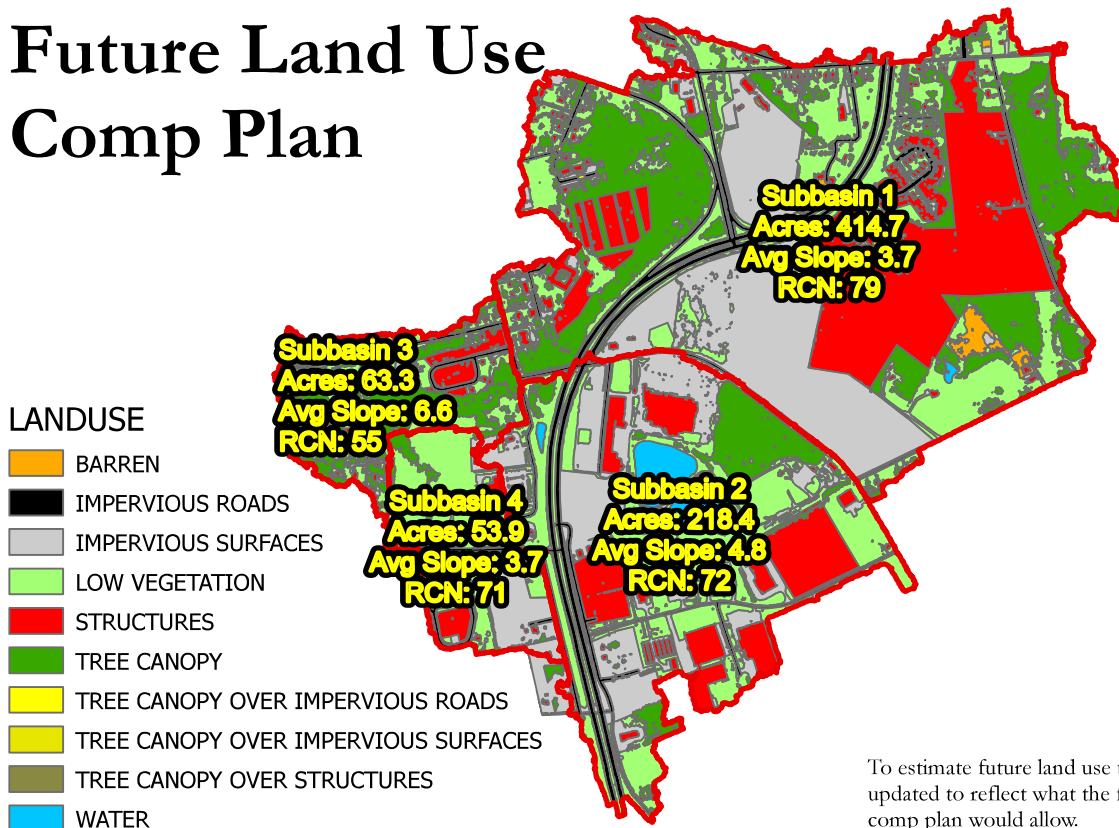 Future Land Use
Comp Plan
Subbasin 1
Acres: 414.7
Avg Slope: 3.7
RCN: 79
Subbasin 3
Acres: 63.3
Avg Slope: 6.6
RCN: 55
Subbasin 4
Acres: 53.9
Avg Slope: 3.7
RCN: 71
Subbasin 2
Acres: 218.4
Avg Slope: 4.8
RCN: 72
LANDUSE
BARREN
IMPERVIOUS ROADS
IMPERVIOUS SURFACES
LOW VEGETATION
STRUCTURES
TREE CANOPY
TREE CANOPY OVER IMPERVIOUS ROADS
TREE CANOPY OVER IMPERVIOUS SURFACES
TREE CANOPY OVER STRUCTURES
WATER
To estimate future land use
updated to reflect what the
comp plan would allow.